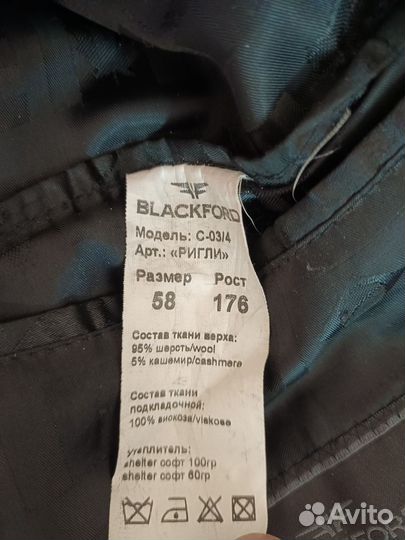 BLACKFORD
Модель: С-03/4
Арт.: «РИГЛИ»
Размер Рост
58 176
Состав ткани верха:
95% шерсть/wool
5% кашемир/cashmere
Состав ткани
подкладочной:
100% вискоза/viskose
утеплитель:
shelter софт 100гр
shelter софт 60гр
Avito